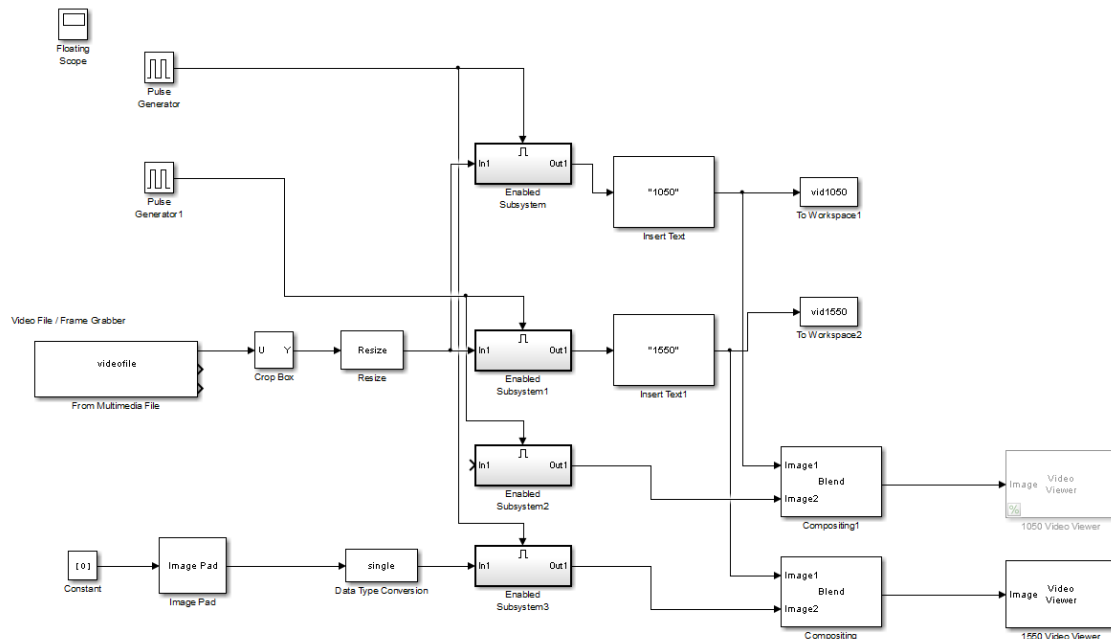 Floating
Scope
Pulse
Generator
In1
Out1
Enabled
Subsystem
"1050"
Insert Text
vid1050
To Workspace1
Pulse
Generator1
Video File / Frame Grabber
videofile
From Multimedia File
U
Y
Crop Box
Resize
Resize
In1
Out1
Enabled
Subsystem1
"1550"
Insert Text1
vid1550
To Workspace2
In1
Out1
Enabled
Subsystem2
Image1
Blend
Image2
Compositing1
Image
Video
Viewer
%
1050 Video Viewer
[0]
Constant
Image Pad
Image Pad
single
Data Type Conversion
In1
Out1
Enabled
Subsystem3
Image1
Blend
Image2
Compositing
Image
Video
Viewer
1550 Video Viewer